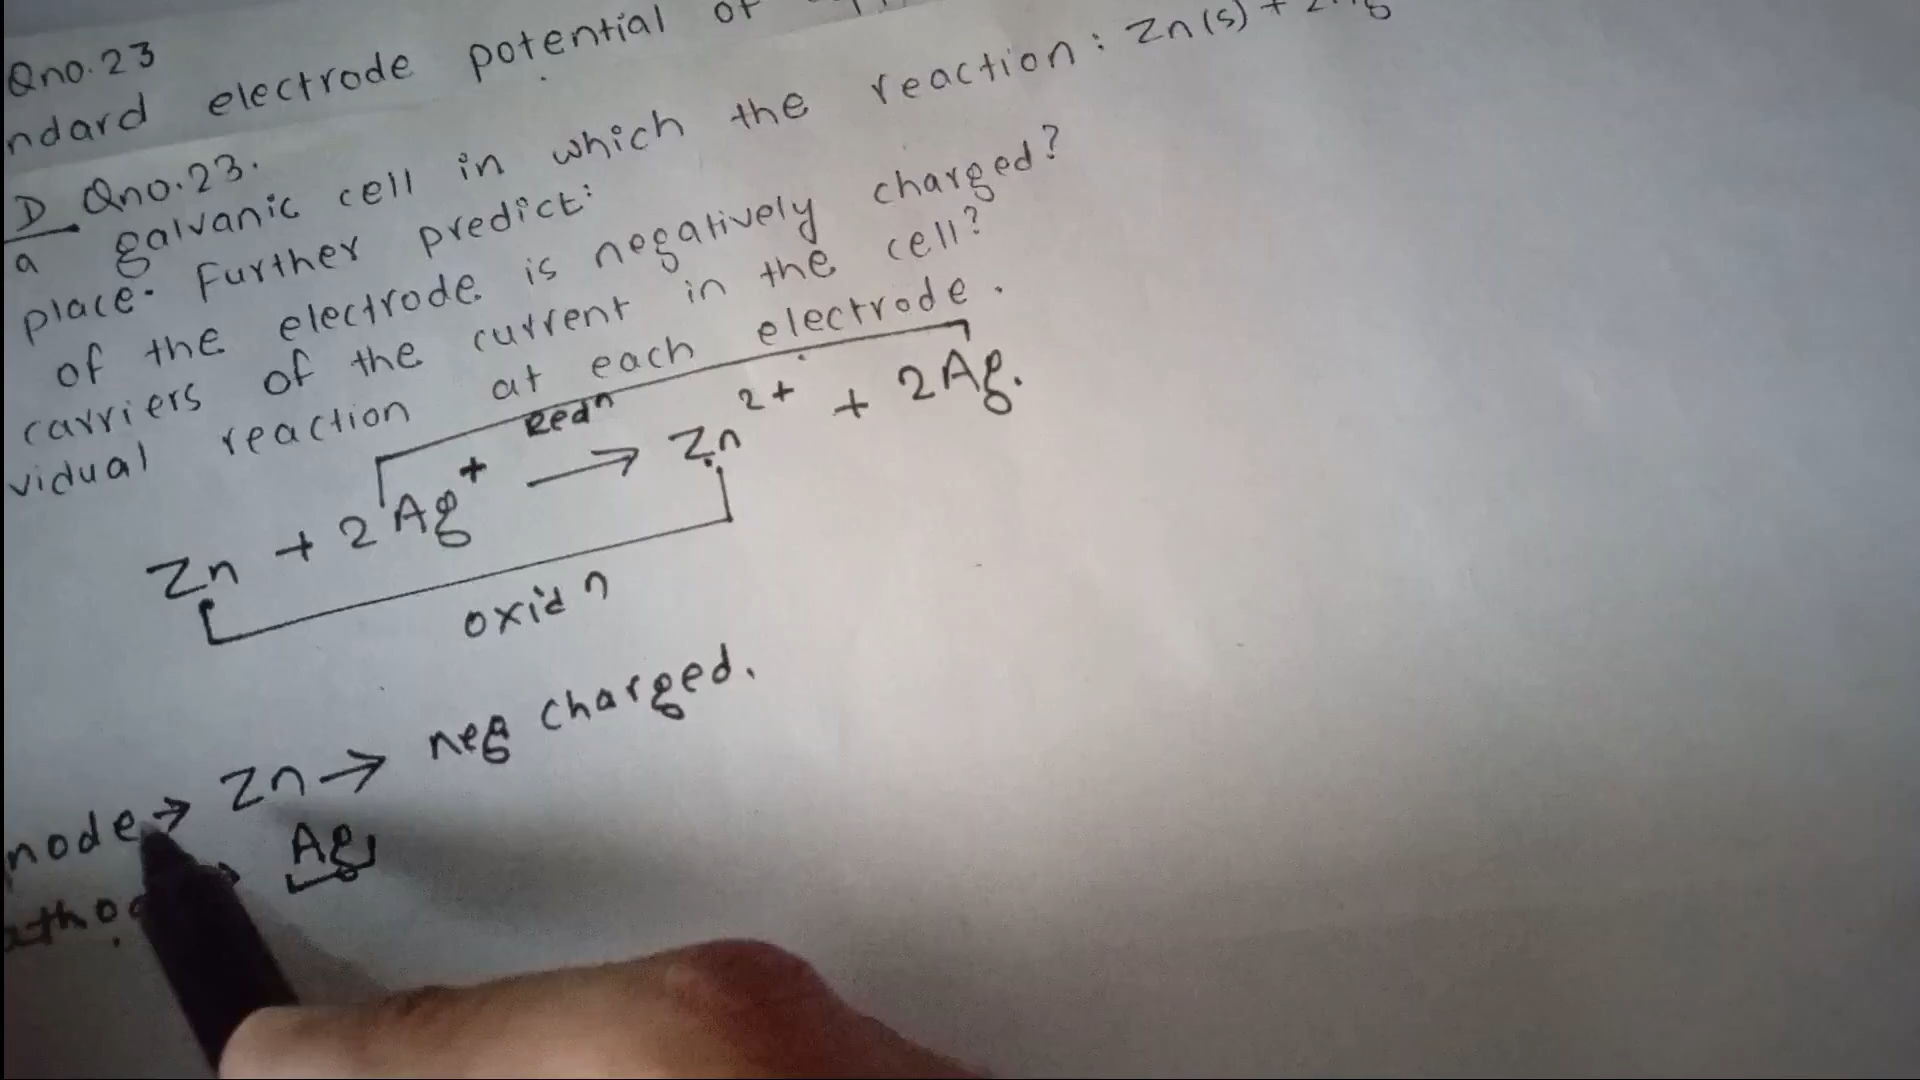 Qno.23
ndard electrode potential of
D Qno.23.
a galvanic cell in which the reaction: Zn(s) +
place. Further predict:
of the electrode is negatively charged?
carriers of the current in the cell?
vidual reaction at each electrode.
Redn
Zn + 2Ag+ → Zn2+ + 2Ag.
oxidn
node → Zn → neg charged.
Ag